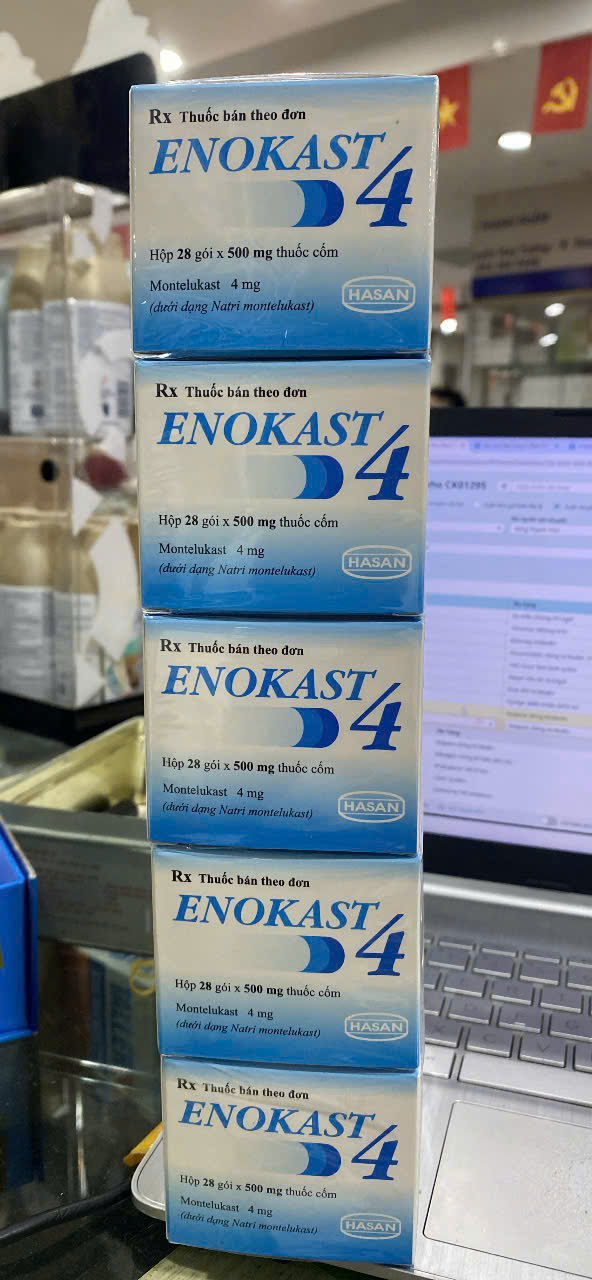 Rx Thuốc bán theo đơn
ENOKAST 4
Hộp 28 gói x 500 mg thuốc cốm
Montelukast 4 mg
(dưới dạng Natri montelukast)
HASAN
Rx Thuốc bán theo đơn
ENOKAST 4
Hộp 28 gói x 500 mg thuốc cốm
Montelukast 4 mg
(dưới dạng Natri montelukast)
HASAN
Rx Thuốc bán theo đơn
ENOKAST 4
Hộp 28 gói x 500 mg thuốc cốm
Montelukast 4 mg
(dưới dạng Natri montelukast)
HASAN
Rx Thuốc bán theo đơn
ENOKAST 4
Hộp 28 gói x 500 mg thuốc cốm
Montelukast 4 mg
(dưới dạng Natri montelukast)
HASAN
Rx Thuốc bán theo đơn
ENOKAST 4
Hộp 28 gói x 500 mg thuốc cốm
Montelukast 4 mg
(dưới dạng Natri montelukast)
HASAN
CX01295